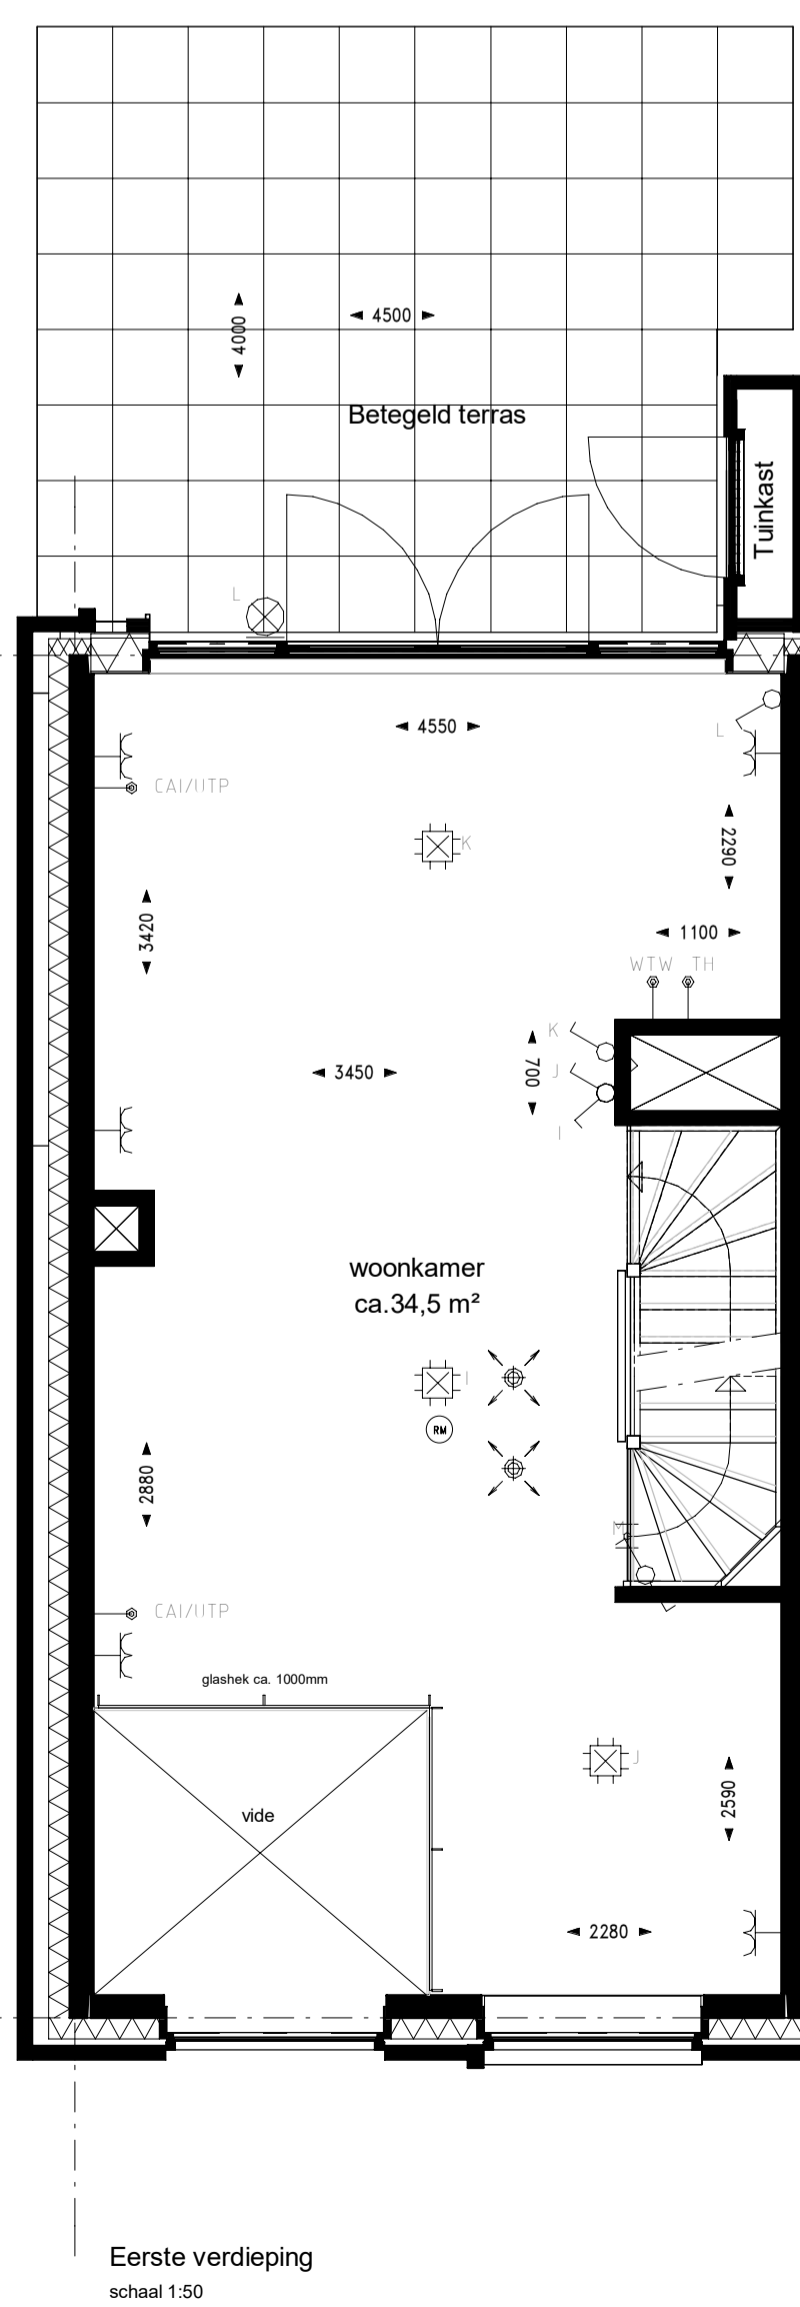 4500
4000
Betegeld terras
Tuinkast
L
4550
L
CAI/UTP
K
2290
3420
1100
WTW TH
K
3450
700
J
I
woonkamer
ca.34,5 m²
I
RM
2880
M
CAI/UTP
glashek ca. 1000mm
J
vide
2590
2280
Eerste verdieping
schaal 1:50